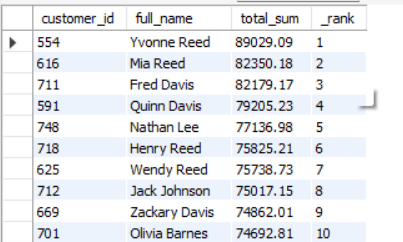 customer_id full_name total_sum _rank
554 Yvonne Reed 89029.09 1
616 Mia Reed 82350.18 2
711 Fred Davis 82179.17 3
591 Quinn Davis 79205.23 4
748 Nathan Lee 77136.98 5
718 Henry Reed 75825.21 6
625 Wendy Reed 75738.73 7
712 Jack Johnson 75017.15 8
669 Zackary Davis 74862.01 9
701 Olivia Barnes 74692.81 10